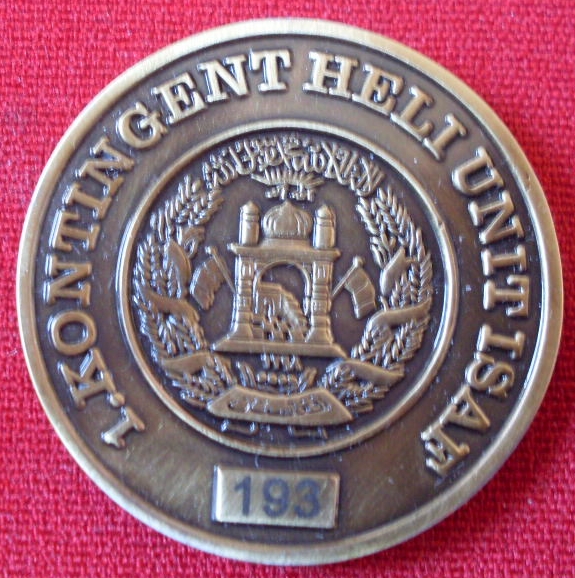 1.KONTINGENT HELI UNIT ISAF
193